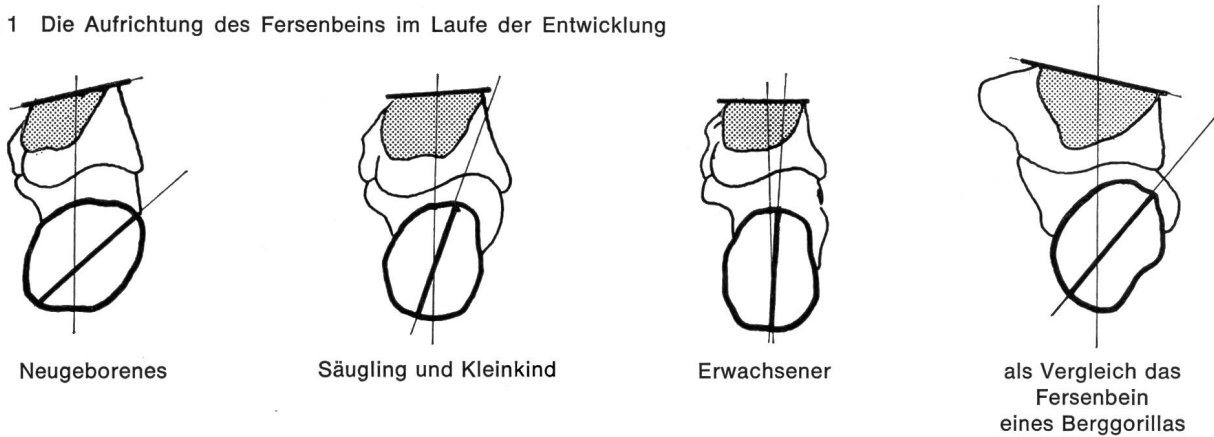 1 Die Aufrichtung des Fersenbeins im Laufe der Entwicklung
Neugeborenes
Säugling und Kleinkind
Erwachsener
als Vergleich das
Fersenbein
eines Berggorillas